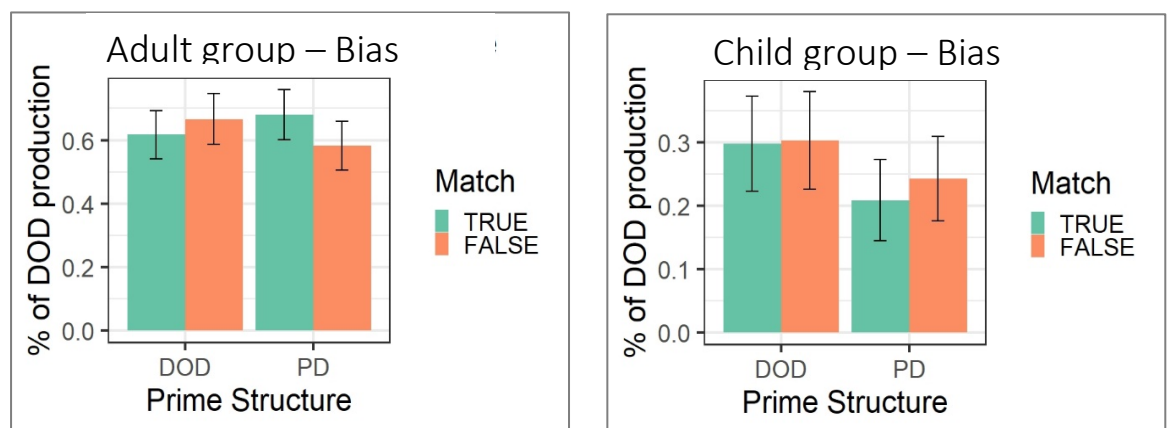 Adult group – Bias
% of DOD production
0.6
0.4
0.2
0.0
DOD PD
Prime Structure
Match
TRUE
FALSE
Child group – Bias
% of DOD production
0.3
0.2
0.1
0.0
DOD PD
Prime Structure
Match
TRUE
FALSE